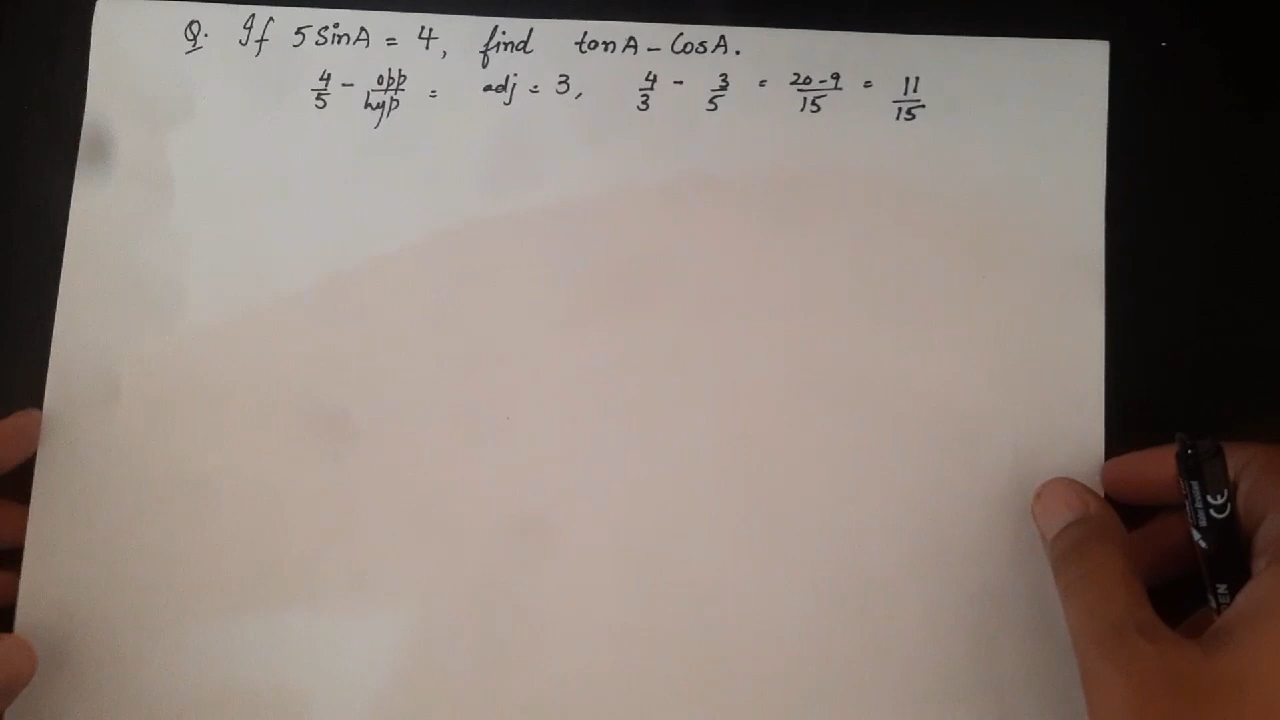 Q. If 5 SinA = 4, find tanA - CosA.
4/5 - opp/hyp = adj = 3, 4/3 - 3/5 = 20-9/15 = 11/15
CE